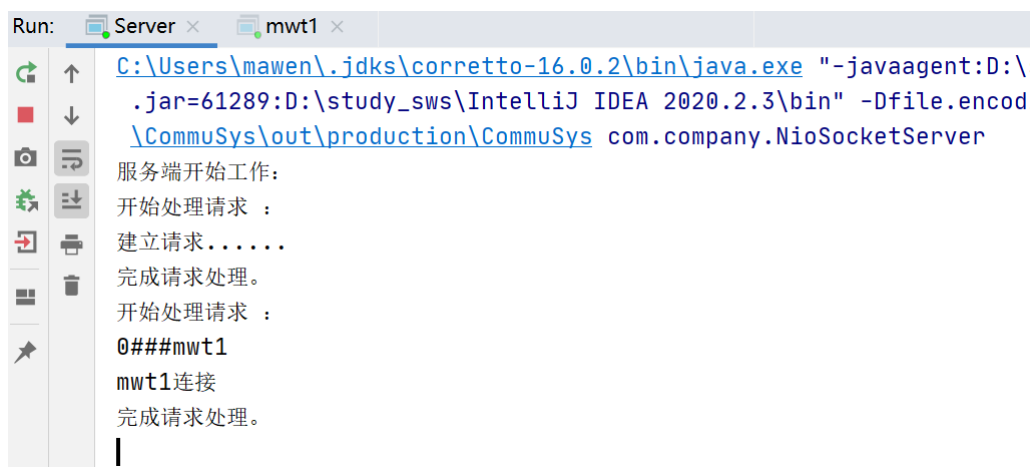 Run: Server × mwt1 ×
C:\Users\mawen\.jdks\corretto-16.0.2\bin\java.exe "-javaagent:D:\
.jar=61289:D:\study_sws\IntelliJ IDEA 2020.2.3\bin" -Dfile.encod
\CommuSys\out\production\CommuSys com.company.NioSocketServer
服务端开始工作:
开始处理请求 :
建立请求......
完成请求处理。
开始处理请求 :
0###mwt1
mwt1连接
完成请求处理。